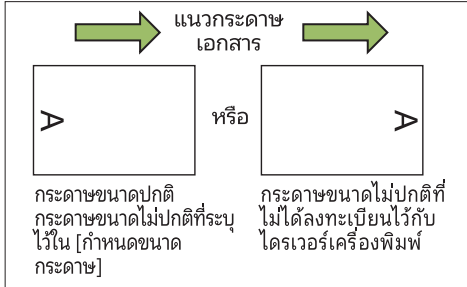 แนวกระดาษ
เอกสาร
A
หรือ
A
กระดาษขนาดปกติ
กระดาษขนาดไม่ปกติที่ระบุ
ไว้ใน [กำหนดขนาด
กระดาษ]
กระดาษขนาดไม่ปกติที่
ไม่ได้ลงทะเบียนไว้กับ
ไดรเวอร์เครื่องพิมพ์